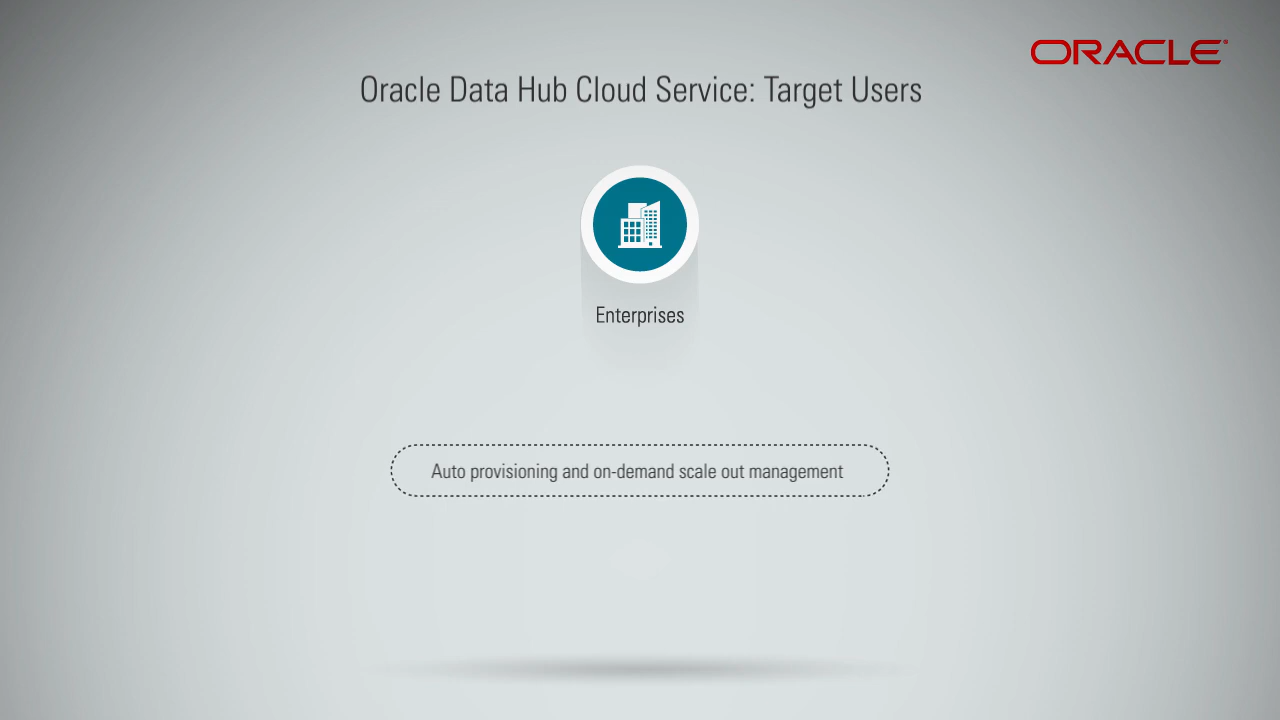 ORACLE
Oracle Data Hub Cloud Service: Target Users
Enterprises
Auto provisioning and on-demand scale out management